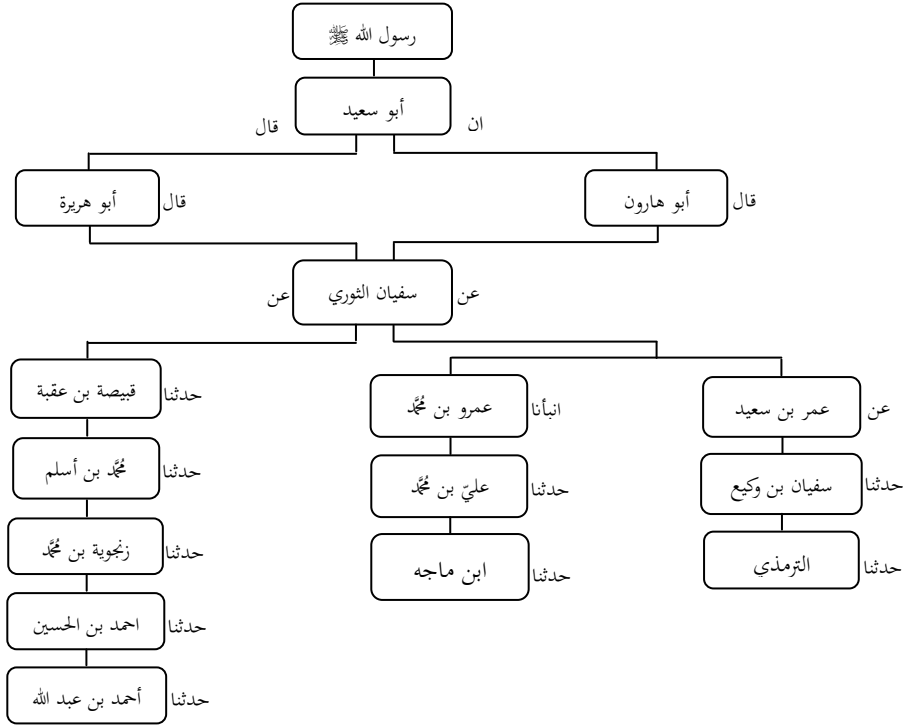 رسول الله ﷺ
أبو سعيد
ان
قال
أبو هارون
قال
أبو هريرة
قال
سفيان الثوري
عن
عن
عمر بن سعيد
عن
عمرو بن مُحَّد
انبأنا
قبيصة بن عقبة
حدثنا
سفيان بن وكيع
حدثنا
عليّ بن مُحَّد
حدثنا
مُحَّد بن أسلم
حدثنا
الترمذي
حدثنا
ابن ماجه
حدثنا
زنجوية بن مُحَّد
حدثنا
احمد بن الحسين
حدثنا
أحمد بن عبد الله
حدثنا